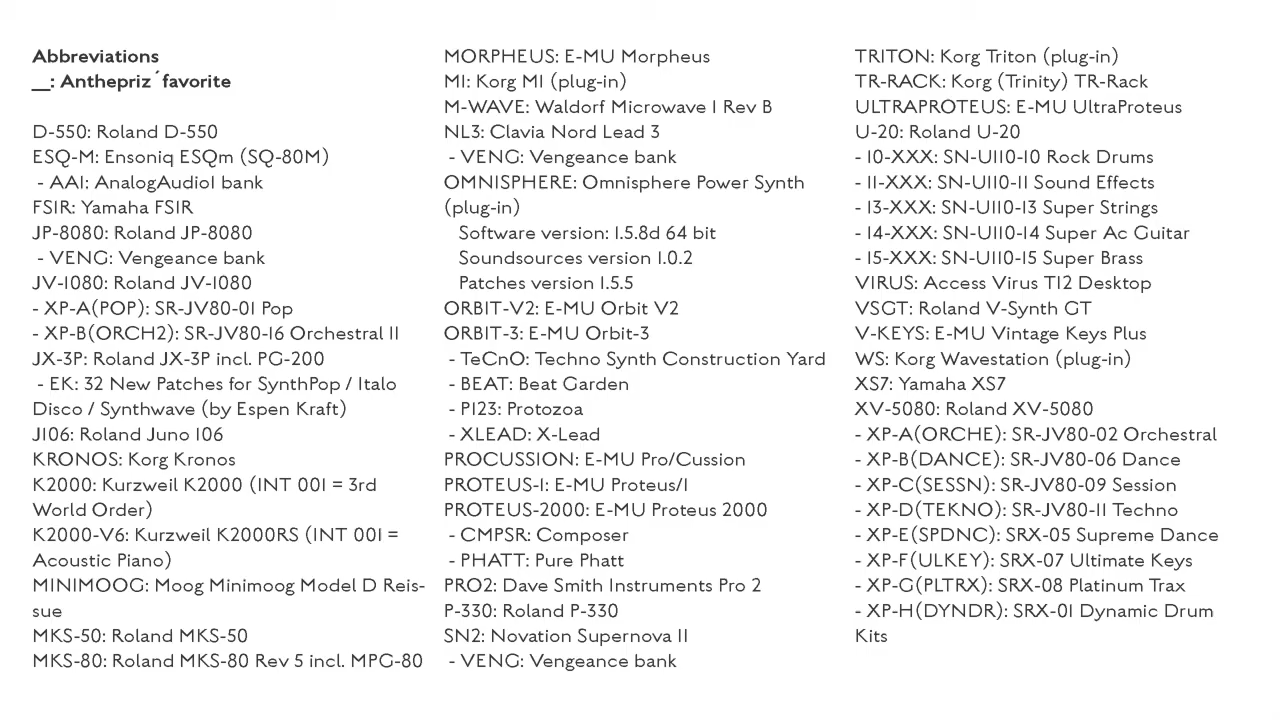 Abbreviations
__: Anthepriz´favorite
D-550: Roland D-550
ESQ-M: Ensoniq ESQm (SQ-80M)
- AA1: AnalogAudio1 bank
FS1R: Yamaha FS1R
JP-8080: Roland JP-8080
- VENG: Vengeance bank
JV-1080: Roland JV-1080
- XP-A(POP): SR-JV80-01 Pop
- XP-B(ORCH2): SR-JV80-16 Orchestral II
JX-3P: Roland JX-3P incl. PG-200
- EK: 32 New Patches for SynthPop / Italo
Disco / Synthwave (by Espen Kraft)
J106: Roland Juno 106
KRONOS: Korg Kronos
K2000: Kurzweil K2000 (INT 001 = 3rd
World Order)
K2000-V6: Kurzweil K2000RS (INT 001 =
Acoustic Piano)
MINIMOOG: Moog Minimoog Model D Reis-
sue
MKS-50: Roland MKS-50
MKS-80: Roland MKS-80 Rev 5 incl. MPG-80
MORPHEUS: E-MU Morpheus
M1: Korg M1 (plug-in)
M-WAVE: Waldorf Microwave 1 Rev B
NL3: Clavia Nord Lead 3
- VENG: Vengeance bank
OMNISPHERE: Omnisphere Power Synth
(plug-in)
Software version: 1.5.8d 64 bit
Soundsources version 1.0.2
Patches version 1.5.5
ORBIT-V2: E-MU Orbit V2
ORBIT-3: E-MU Orbit-3
- TeCnO: Techno Synth Construction Yard
- BEAT: Beat Garden
- P123: Protozoa
- XLEAD: X-Lead
PROCUSSION: E-MU Pro/Cussion
PROTEUS-1: E-MU Proteus/1
PROTEUS-2000: E-MU Proteus 2000
- CMPSR: Composer
- PHATT: Pure Phatt
PRO2: Dave Smith Instruments Pro 2
P-330: Roland P-330
SN2: Novation Supernova II
- VENG: Vengeance bank
TRITON: Korg Triton (plug-in)
TR-RACK: Korg (Trinity) TR-Rack
ULTRAPROTEUS: E-MU UltraProteus
U-20: Roland U-20
- 10-XXX: SN-U110-10 Rock Drums
- 11-XXX: SN-U110-11 Sound Effects
- 13-XXX: SN-U110-13 Super Strings
- 14-XXX: SN-U110-14 Super Ac Guitar
- 15-XXX: SN-U110-15 Super Brass
VIRUS: Access Virus TI2 Desktop
VSGT: Roland V-Synth GT
V-KEYS: E-MU Vintage Keys Plus
WS: Korg Wavestation (plug-in)
XS7: Yamaha XS7
XV-5080: Roland XV-5080
- XP-A(ORCHE): SR-JV80-02 Orchestral
- XP-B(DANCE): SR-JV80-06 Dance
- XP-C(SESSN): SR-JV80-09 Session
- XP-D(TEKNO): SR-JV80-11 Techno
- XP-E(SPDNC): SRX-05 Supreme Dance
- XP-F(ULKEY): SRX-07 Ultimate Keys
- XP-G(PLTRX): SRX-08 Platinum Trax
- XP-H(DYNDR): SRX-01 Dynamic Drum
Kits